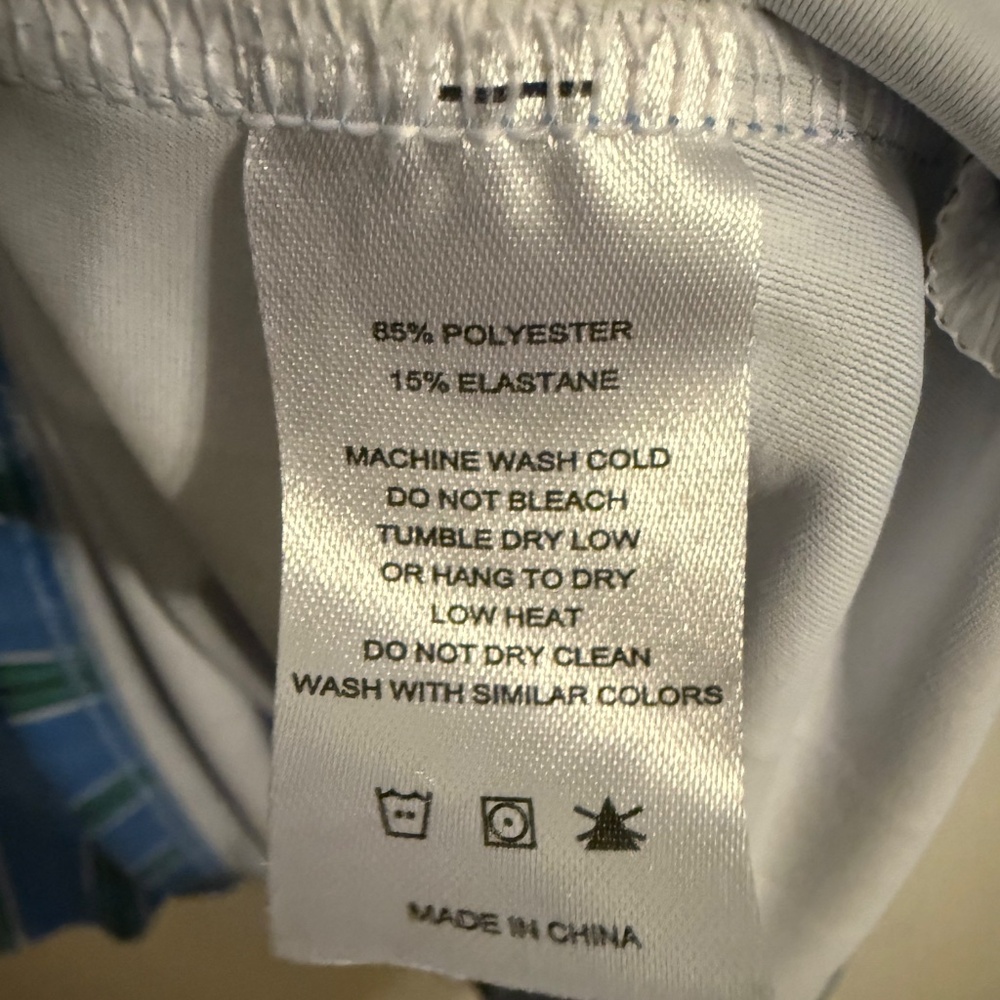 85% POLYESTER
15% ELASTANE
MACHINE WASH COLD
DO NOT BLEACH
TUMBLE DRY LOW
OR HANG TO DRY
LOW HEAT
DO NOT DRY CLEAN
WASH WITH SIMILAR COLORS
MADE IN CHINA